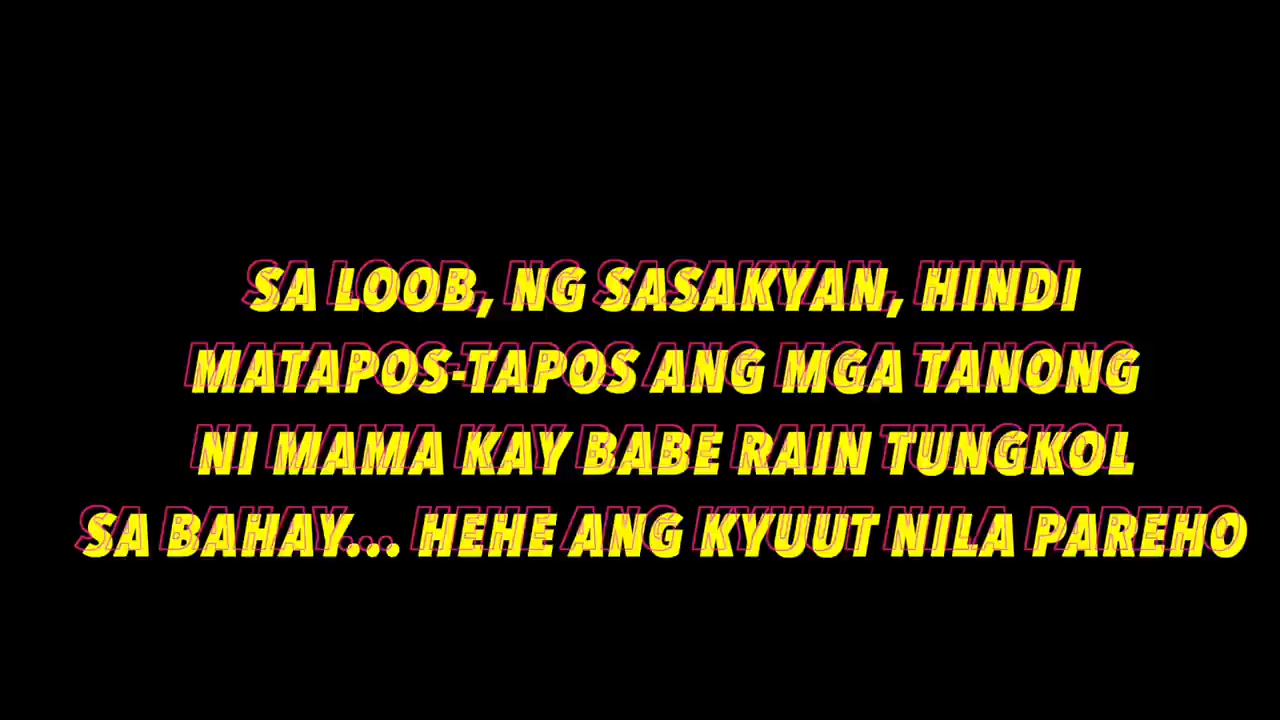 SA LOOB, NG SASAKYAN, HINDI
MATAPOS-TAPOS ANG MGA TANONG
NI MAMA KAY BABE RAIN TUNGKOL
SA BAHAY... HEHE ANG KYUUT NILA PAREHO